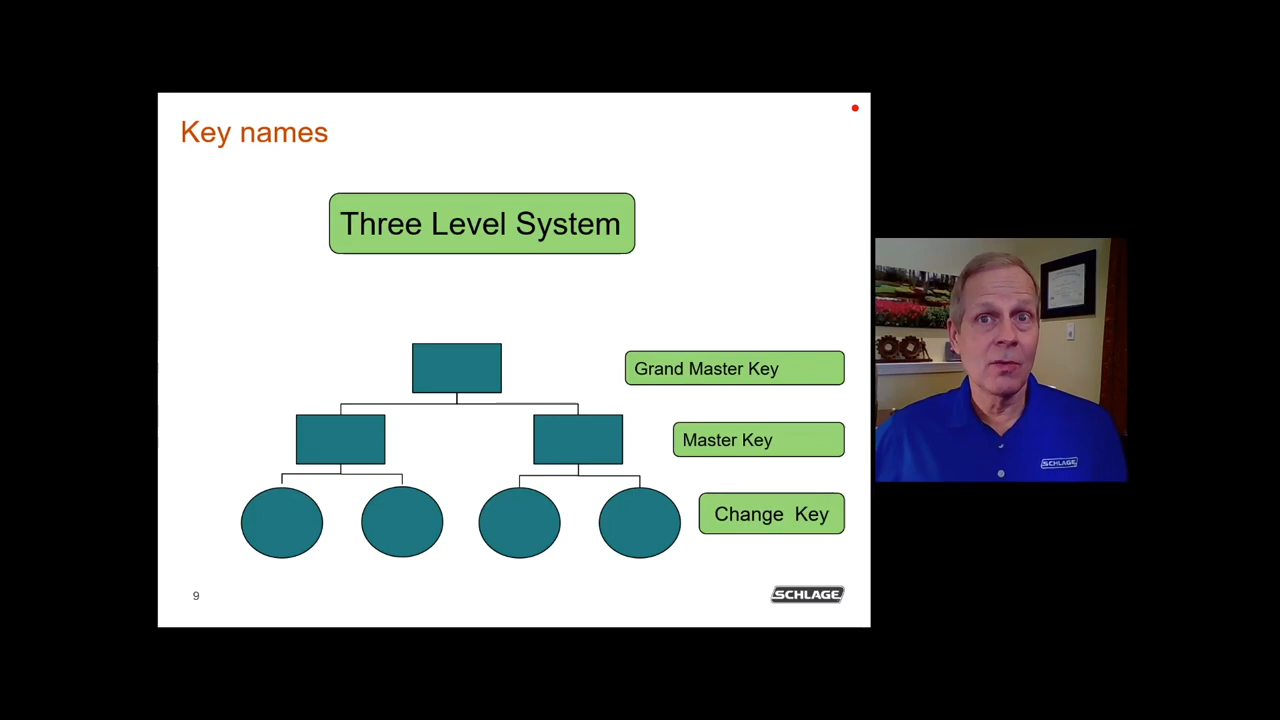 Key names
Three Level System
Grand Master Key
Master Key
Change Key
9
SCHLAGE
SCHLAGE